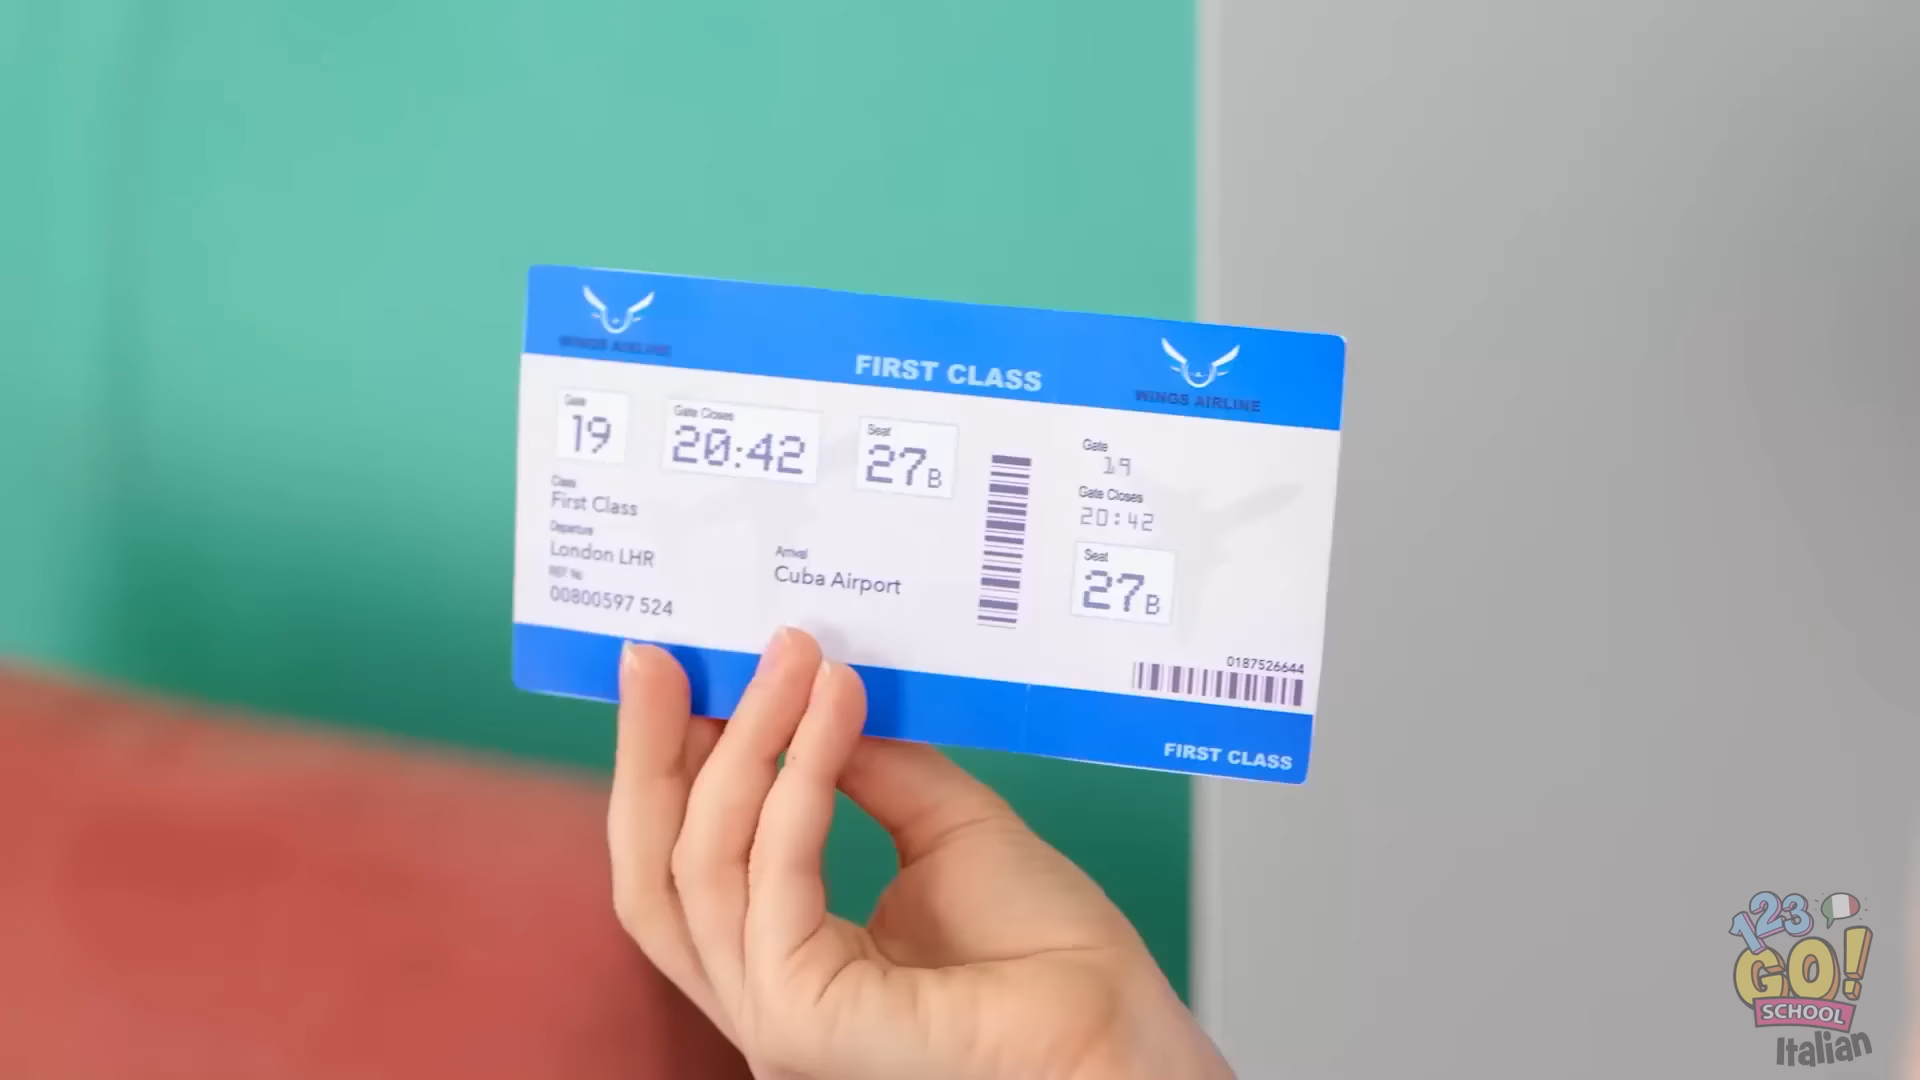 WINGS AIRLINE
FIRST CLASS
WINGS AIRLINE
Gate
19
Gate Closes
20:42
Seat
27B
Class
First Class
Departure
London LHR
REF No
00800597 524
Arrival
Cuba Airport
Gate
19
Gate Closes
20:42
Seat
27B
0187526644
FIRST CLASS
123
GO!
SCHOOL
Italian